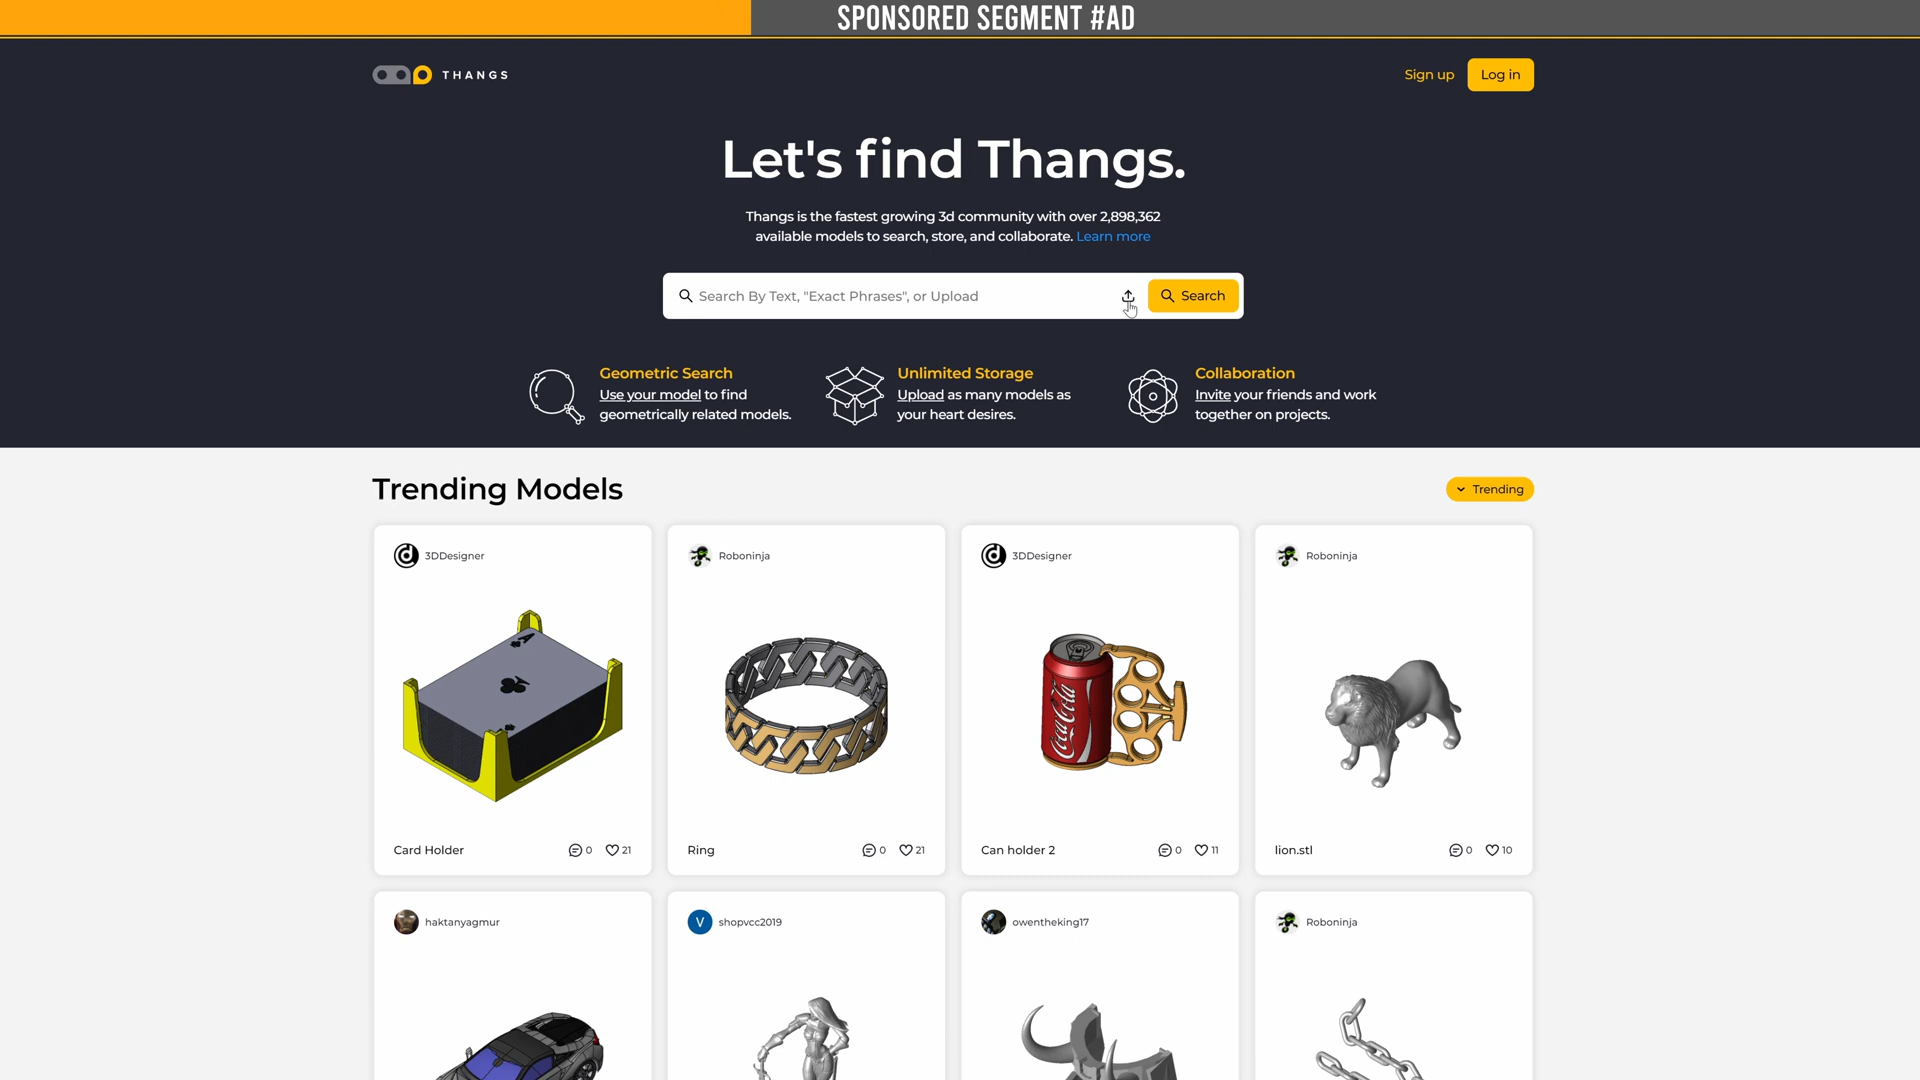 SPONSORED SEGMENT #AD
THANGS
Sign up
Log in
Let's find Thangs.
Thangs is the fastest growing 3d community with over 2,898,362
available models to search, store, and collaborate. Learn more
Search By Text, "Exact Phrases", or Upload
Search
Geometric Search
Use your model to find
geometrically related models.
Unlimited Storage
Upload as many models as
your heart desires.
Collaboration
Invite your friends and work
together on projects.
Trending Models
Trending
3DDesigner
A
Coca-Cola
Card Holder
0
21
Roboninja
Ring
0
21
3DDesigner
Can holder 2
0
11
Roboninja
lion.stl
0
10
haktanyagmur
V
shopvcc2019
owentheking17
Roboninja